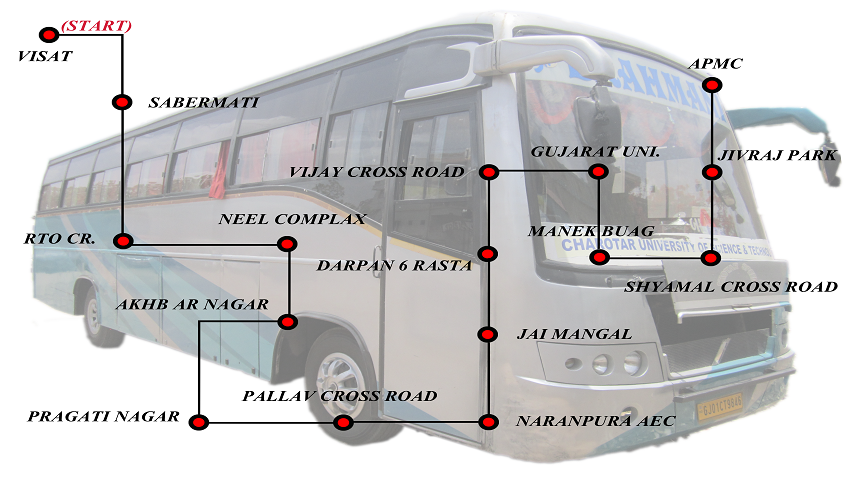 (START)
VISAT
APMC
SABERMATI
GUJARAT UNI.
JIVRAJ PARK
VIJAY CROSS ROAD
NEEL COMPLAX
RTO CR.
MANEK BUAG
CHAROTAR UNIVERSITY OF SCIENCE & TECHNOL
DARPAN 6 RASTA
SHYAMAL CROSS ROAD
AKHB AR NAGAR
JAI MANGAL
PALLAV CROSS ROAD
PRAGATI NAGAR
NARANPURA AEC